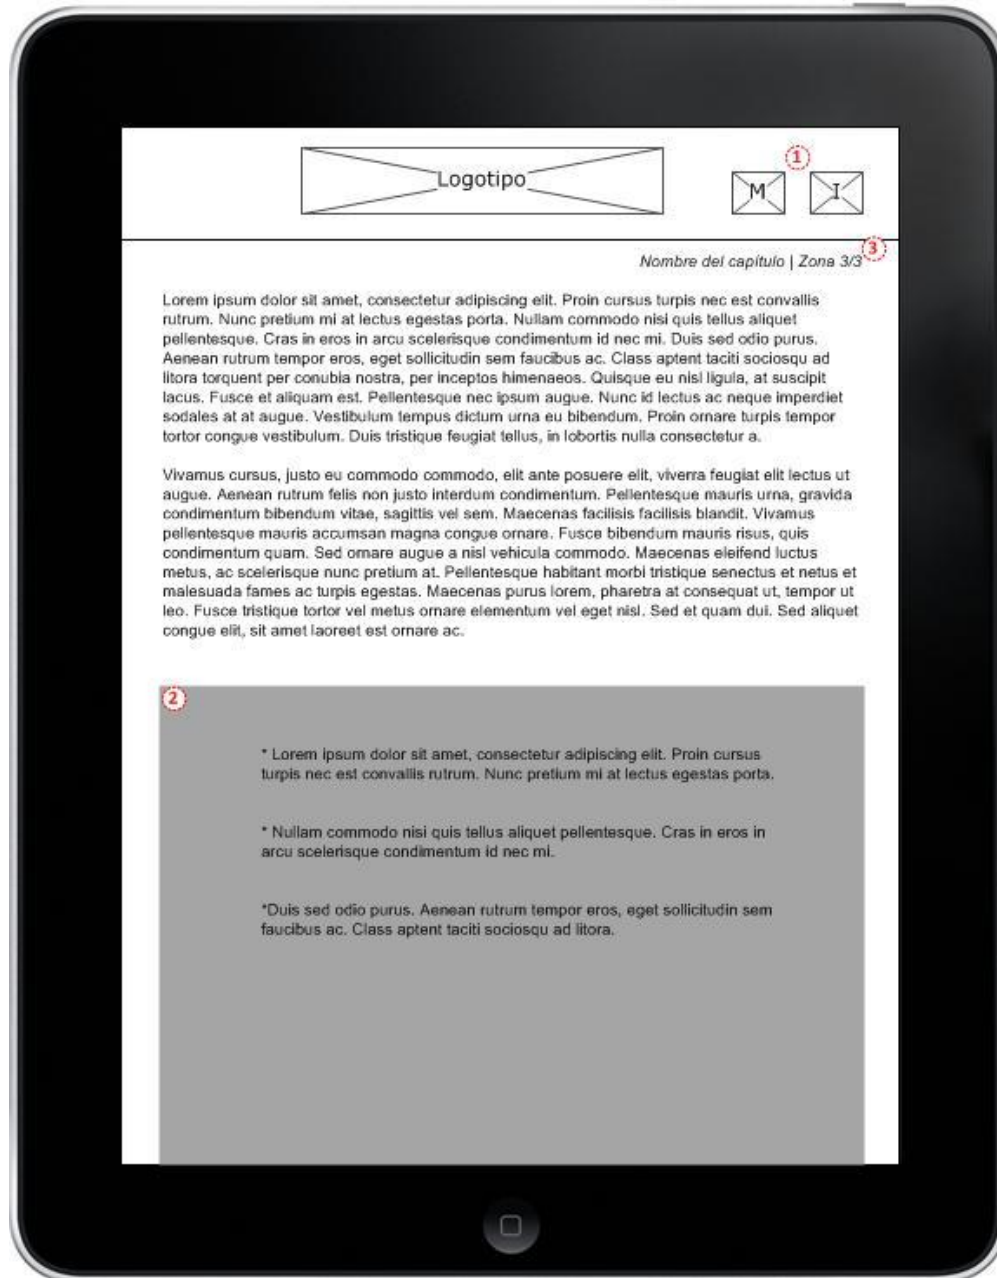 Logotipo
M
I
1
3
Nombre del capítulo | Zona 3/3
Lorem ipsum dolor sit amet, consectetur adipiscing elit. Proin cursus turpis nec est convallis
rutrum. Nunc pretium mi at lectus egestas porta. Nullam commodo nisi quis tellus aliquet
pellentesque. Cras in eros in arcu scelerisque condimentum id nec mi. Duis sed odio purus.
Aenean rutrum tempor eros, eget sollicitudin sem faucibus ac. Class aptent taciti sociosqu ad
litora torquent per conubia nostra, per inceptos himenaeos. Quisque eu nisl ligula, at suscipit
lacus. Fusce et aliquam est. Pellentesque nec ipsum augue. Nunc id lectus ac neque imperdiet
sodales at at augue. Vestibulum tempus dictum urna eu bibendum. Proin ornare turpis tempor
tortor congue vestibulum. Duis tristique feugiat tellus, in lobortis nulla consectetur a.
Vivamus cursus, justo eu commodo commodo, elit ante posuere elit, viverra feugiat elit lectus ut
augue. Aenean rutrum felis non justo interdum condimentum. Pellentesque mauris urna, gravida
condimentum bibendum vitae, sagittis vel sem. Maecenas facilisis facilisis blandit. Vivamus
pellentesque mauris accumsan magna congue ornare. Fusce bibendum mauris risus, quis
condimentum quam. Sed ornare augue a nisl vehicula commodo. Maecenas eleifend luctus
metus, ac scelerisque nunc pretium at. Pellentesque habitant morbi tristique senectus et netus et
malesuada fames ac turpis egestas. Maecenas purus lorem, pharetra at consequat ut, tempor ut
leo. Fusce tristique tortor vel metus ornare elementum vel eget nisl. Sed et quam dui. Sed aliquet
congue elit, sit amet laoreet est ornare ac.
2
* Lorem ipsum dolor sit amet, consectetur adipiscing elit. Proin cursus
turpis nec est convallis rutrum. Nunc pretium mi at lectus egestas porta.
* Nullam commodo nisi quis tellus aliquet pellentesque. Cras in eros in
arcu scelerisque condimentum id nec mi.
*Duis sed odio purus. Aenean rutrum tempor eros, eget sollicitudin sem
faucibus ac. Class aptent taciti sociosqu ad litora.